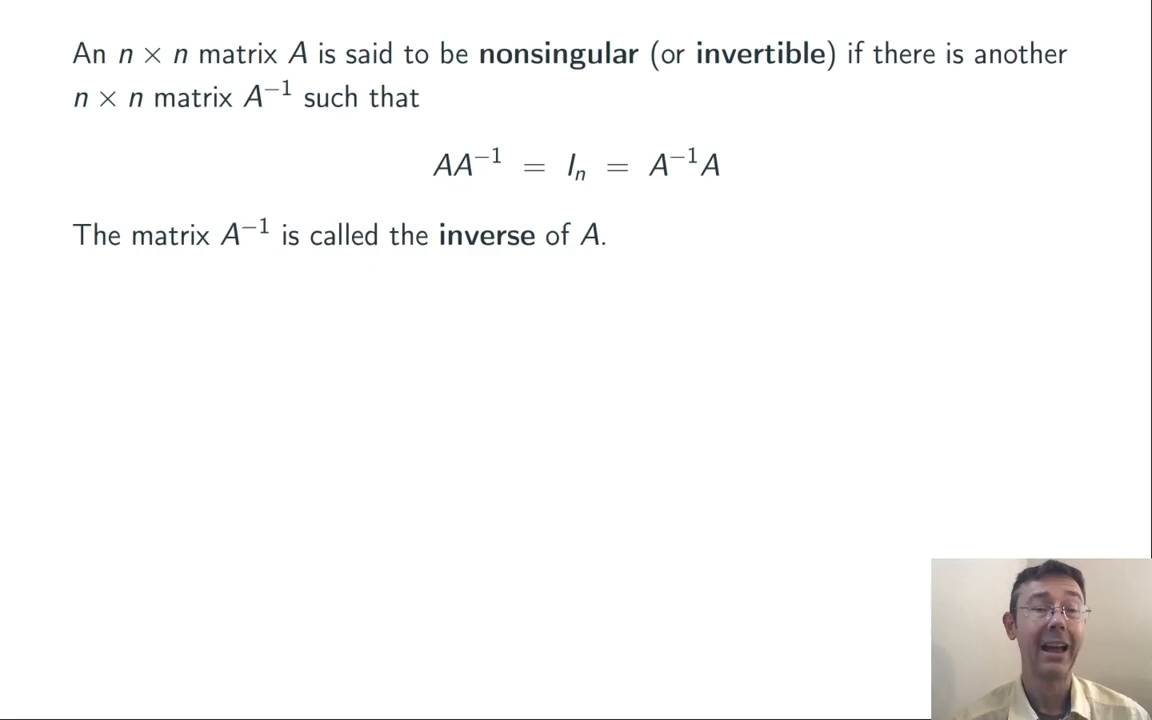 An n × n matrix A is said to be nonsingular (or invertible) if there is another
n × n matrix A⁻¹ such that
AA⁻¹ = Iₙ = A⁻¹A
The matrix A⁻¹ is called the inverse of A.